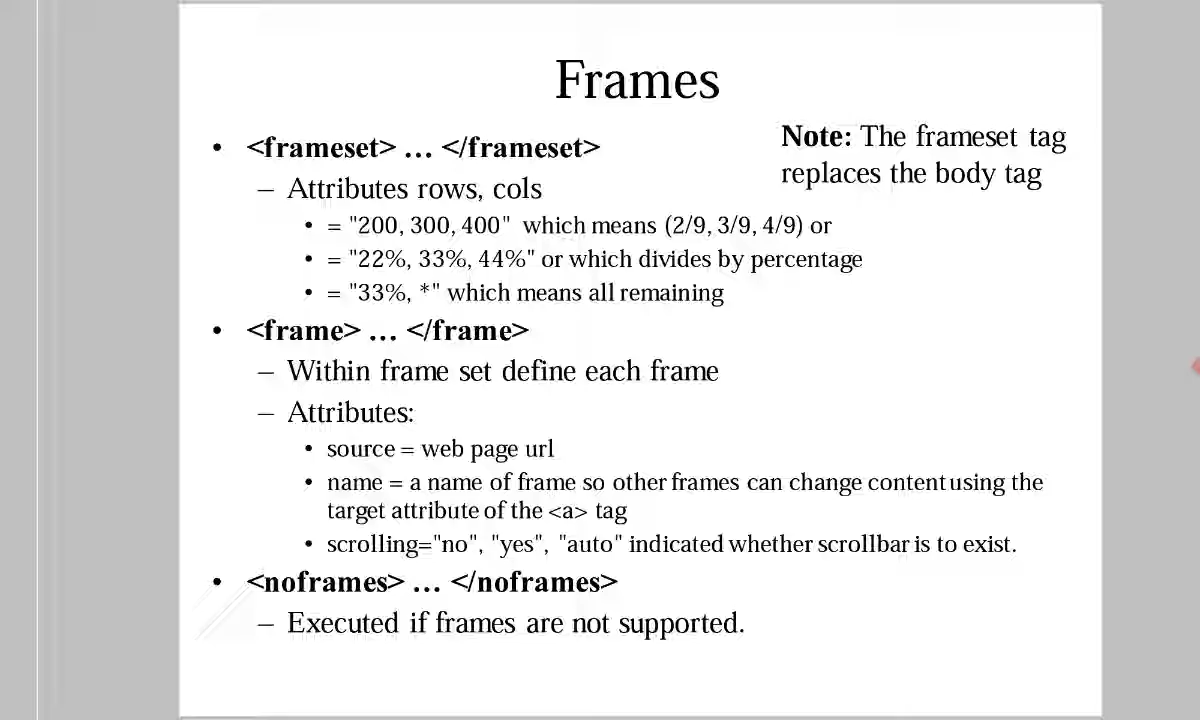 Frames
Note: The frameset tag
replaces the body tag
• <frameset> … </frameset>
– Attributes rows, cols
• = "200, 300, 400" which means (2/9, 3/9, 4/9) or
• = "22%, 33%, 44%" or which divides by percentage
• = "33%, *" which means all remaining
• <frame> … </frame>
– Within frame set define each frame
– Attributes:
• source = web page url
• name = a name of frame so other frames can change content using the
target attribute of the <a> tag
• scrolling="no", "yes", "auto" indicated whether scrollbar is to exist.
• <noframes> … </noframes>
– Executed if frames are not supported.